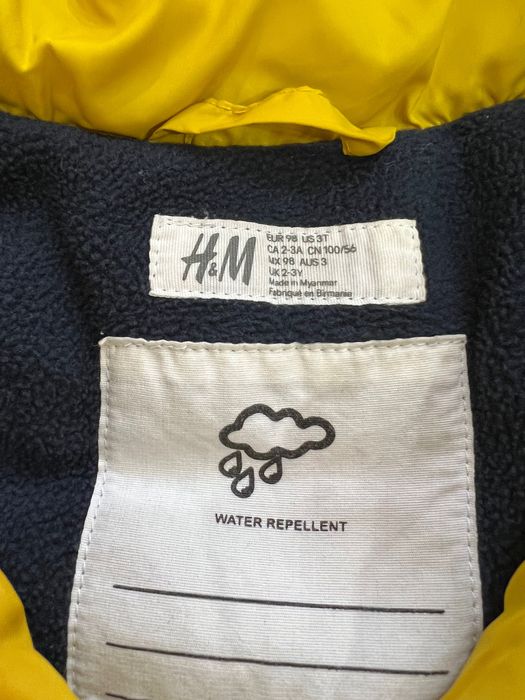 H&M
EUR 98 US 3T
CA 2-3A CN 100/56
MX 98 AUS 3
UK 2-3Y
Made in Myanmar
Fabriqué en Birmanie
WATER REPELLENT